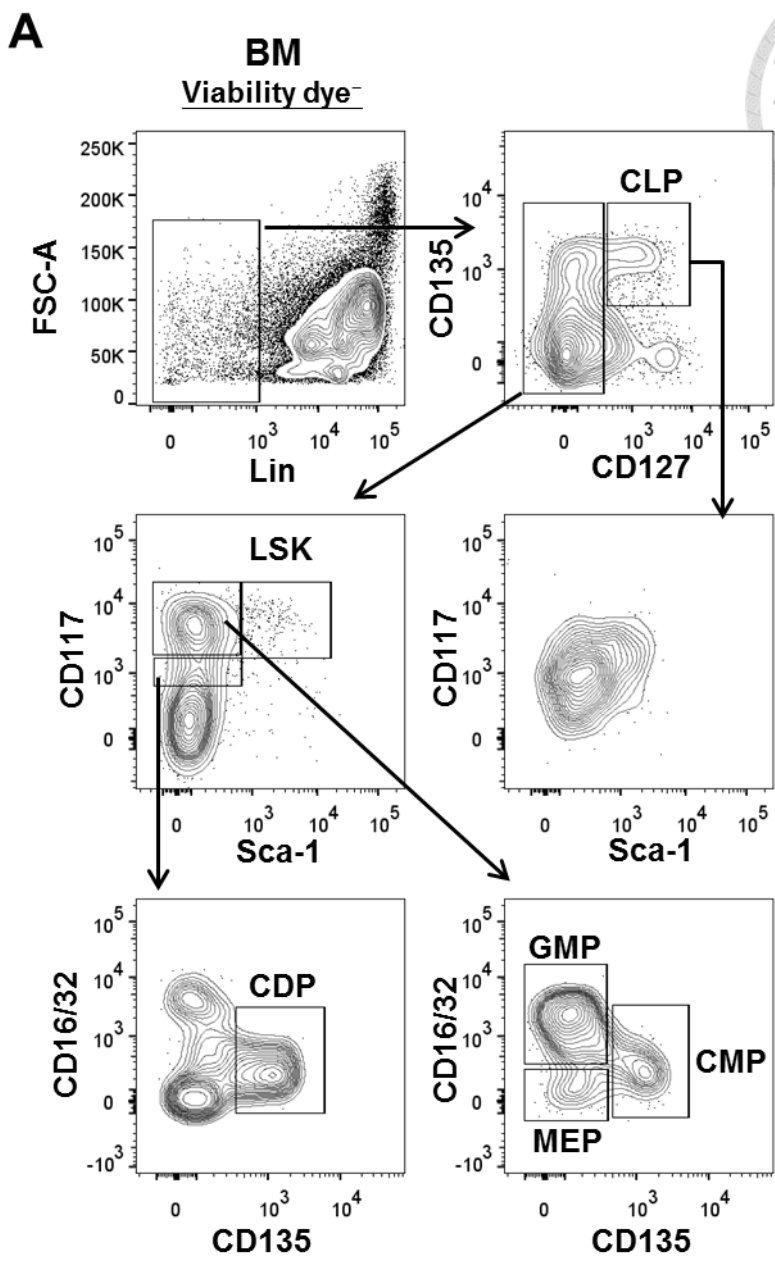 A
BM
Viability dye⁻
250K
200K
150K
100K
50K
0
FSC-A
0 10³ 10⁴ 10⁵
Lin
CLP
10⁴
10³
0
CD135
0 10³ 10⁴ 10⁵
CD127
LSK
10⁵
10⁴
10³
0
CD117
0 10³ 10⁴ 10⁵
Sca-1
10⁵
10⁴
10³
0
CD117
0 10³ 10⁴ 10⁵
Sca-1
CDP
10⁵
10⁴
10³
0
-10³
CD16/32
0 10³ 10⁴
CD135
GMP
CMP
MEP
10⁵
10⁴
10³
0
-10³
CD16/32
0 10³ 10⁴
CD135